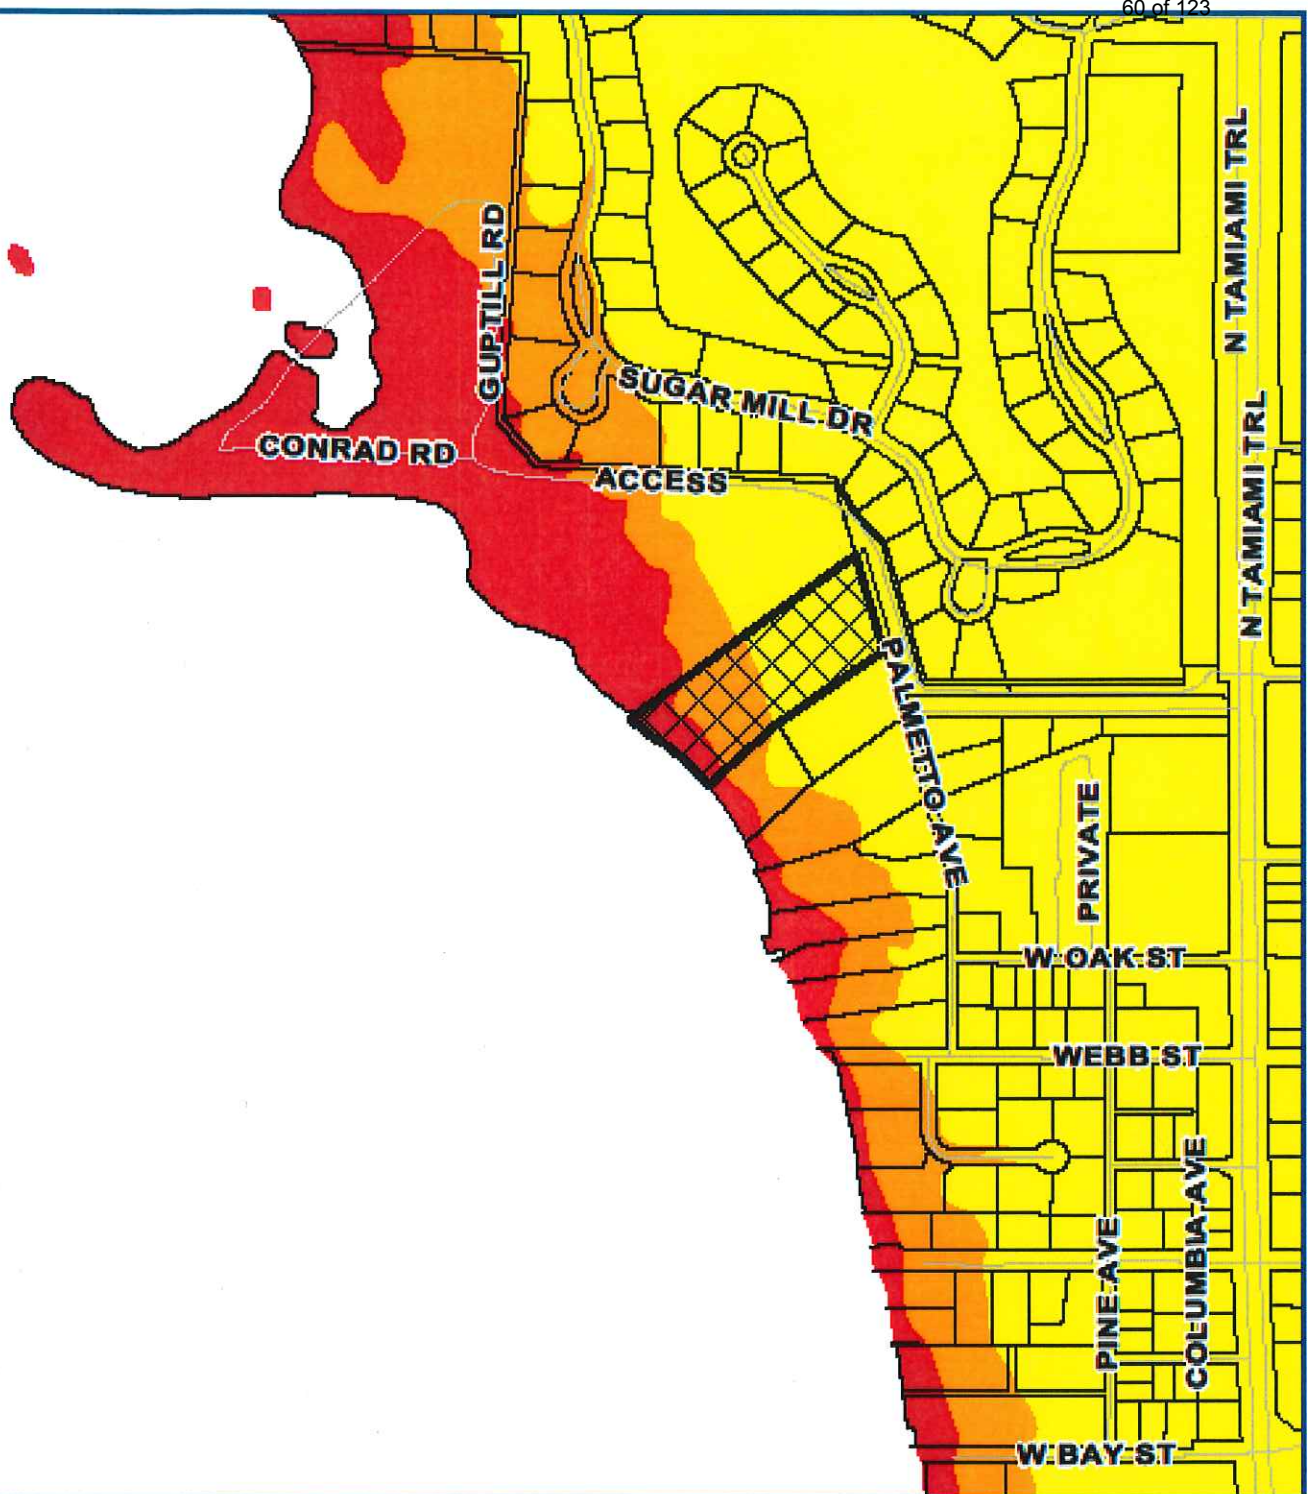 60 of 123
N TAMIAMI TRL
GUPTILL RD
SUGAR MILL DR
CONRAD RD
ACCESS
N TAMIAMI TRL
PALMETTO AVE
PRIVATE
W OAK ST
WEBB ST
COLUMBIA AVE
PINE AVE
W BAY ST